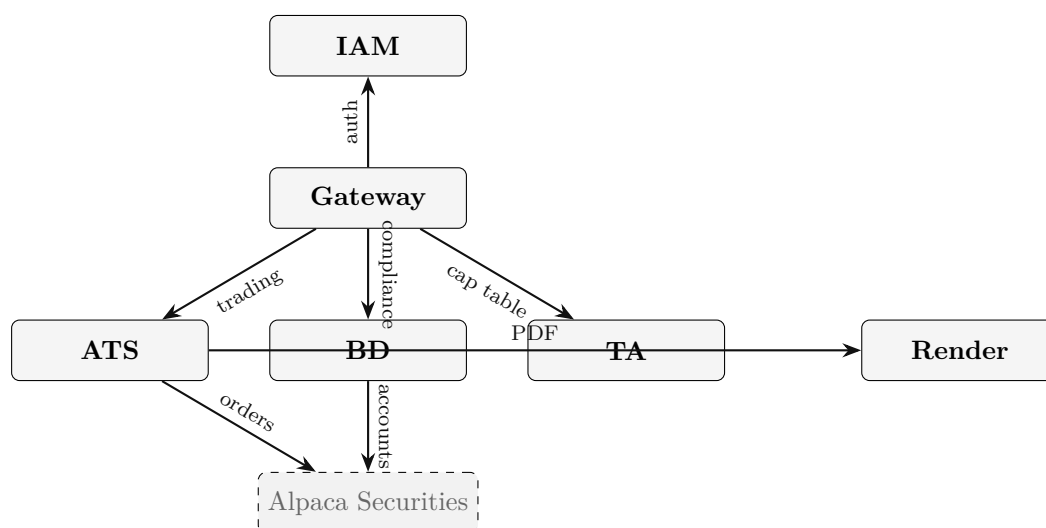 IAM
auth
Gateway
compliance
trading
cap table
PDF
ATS
BD
TA
Render
orders
accounts
Alpaca Securities